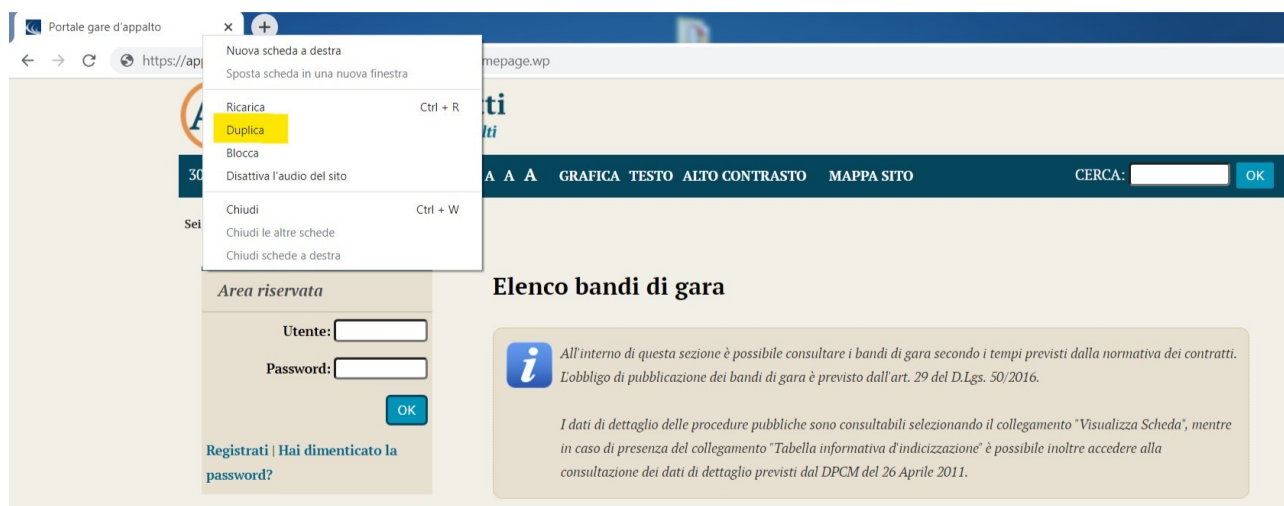 Portale gare d'appalto
https://app
mepage.wp
Nuova scheda a destra
Sposta scheda in una nuova finestra
Ricarica Ctrl + R
Duplica
Blocca
Disattiva l'audio del sito
Chiudi Ctrl + W
Chiudi le altre schede
Chiudi schede a destra
tti
lti
30
A A A GRAFICA TESTO ALTO CONTRASTO MAPPA SITO CERCA: OK
Sei
Area riservata
Utente:
Password:
OK
Registrati | Hai dimenticato la
password?
Elenco bandi di gara
All'interno di questa sezione è possibile consultare i bandi di gara secondo i tempi previsti dalla normativa dei contratti.
L'obbligo di pubblicazione dei bandi di gara è previsto dall'art. 29 del D.Lgs. 50/2016.
I dati di dettaglio delle procedure pubbliche sono consultabili selezionando il collegamento "Visualizza Scheda", mentre
in caso di presenza del collegamento "Tabella informativa d'indicizzazione" è possibile inoltre accedere alla
consultazione dei dati di dettaglio previsti dal DPCM del 26 Aprile 2011.